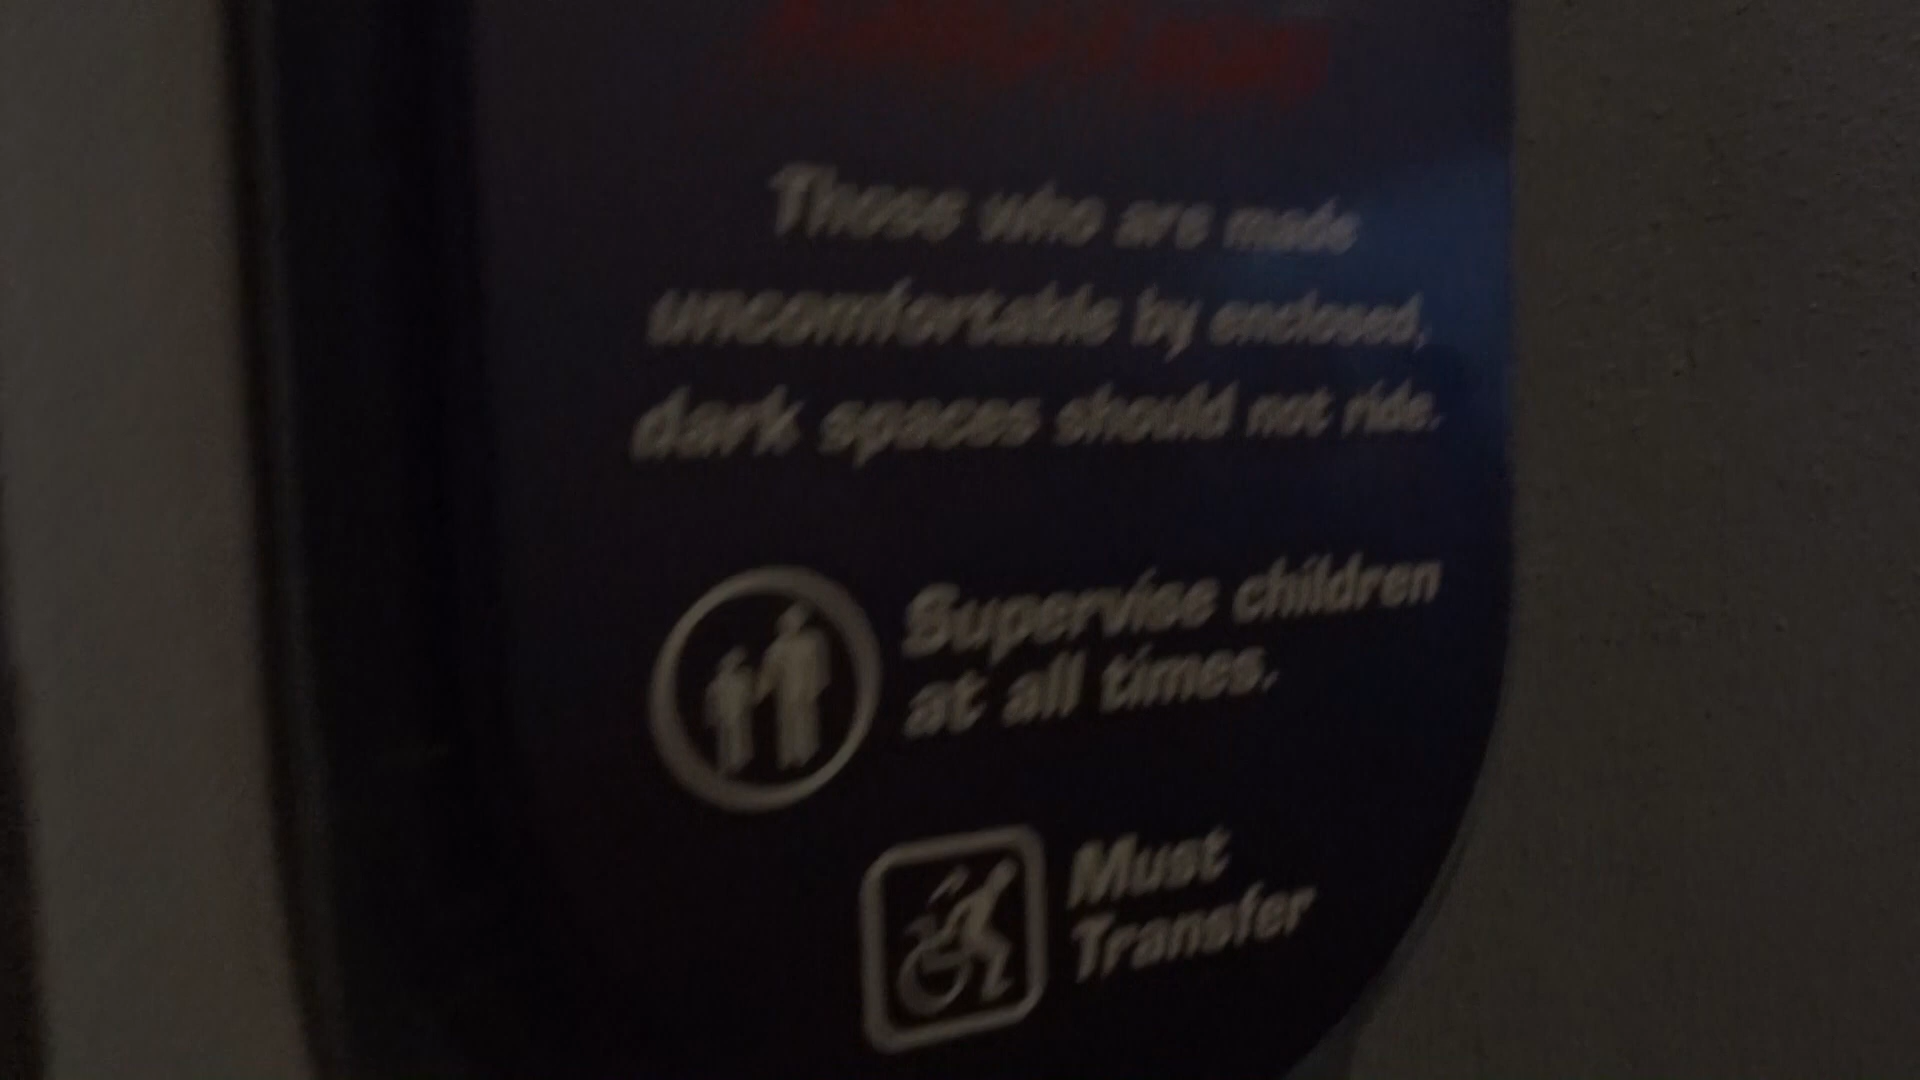 Those who are made
uncomfortable by enclosed,
dark spaces should not ride.
Supervise children
at all times.
Must
Transfer